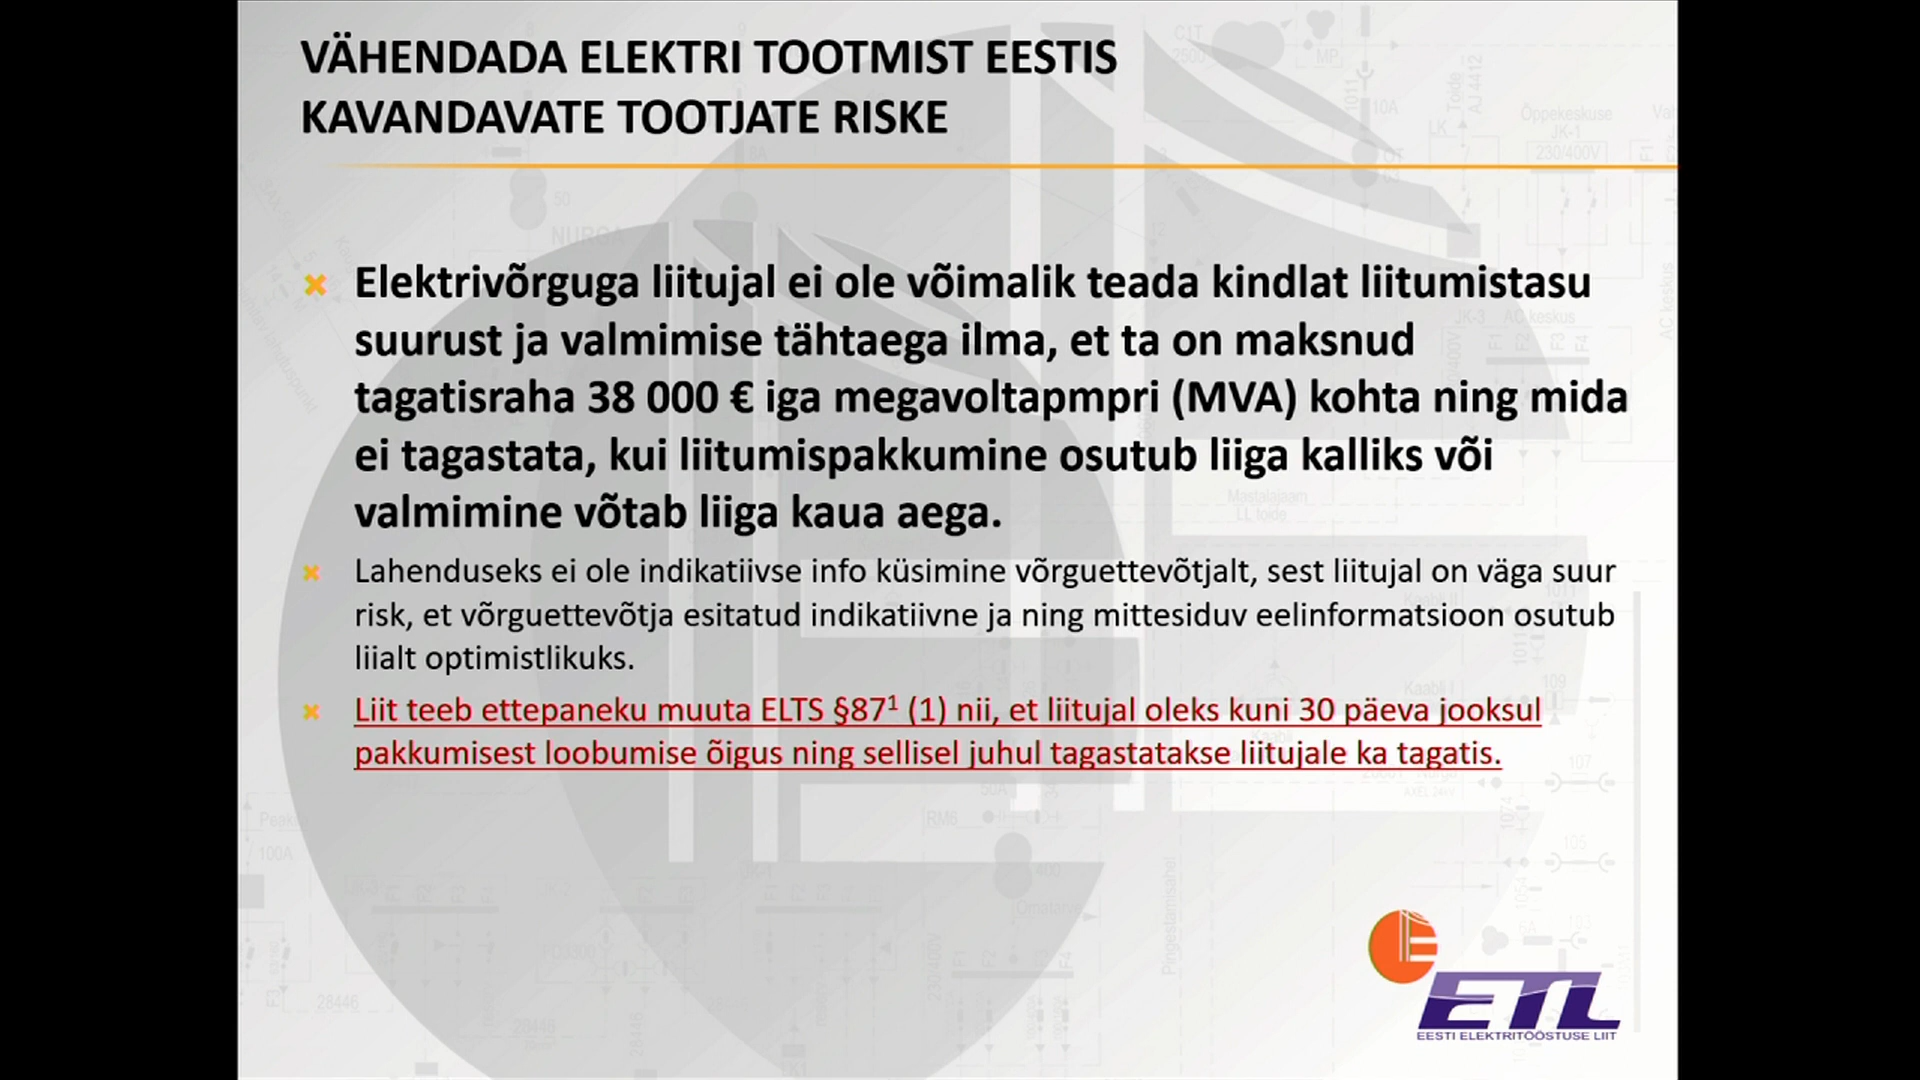 VÄHENDADA ELEKTRI TOOTMIST EESTIS
KAVANDAVATE TOOTJATE RISKE
Elektrivõrguga liitujal ei ole võimalik teada kindlat liitumistasu
suurust ja valmimise tähtaega ilma, et ta on maksnud
tagatisraha 38 000 € iga megavoltapmpri (MVA) kohta ning mida
ei tagastata, kui liitumispakkumine osutub liiga kalliks või
valmimine võtab liiga kaua aega.
Lahenduseks ei ole indikatiivse info küsimine võrguettevõtjalt, sest liitujal on väga suur
risk, et võrguettevõtja esitatud indikatiivne ja ning mittesiduv eelinformatsioon osutub
liialt optimistlikuks.
Liit teeb ettepaneku muuta ELTS §87¹ (1) nii, et liitujal oleks kuni 30 päeva jooksul
pakkumisest loobumise õigus ning sellisel juhul tagastatakse liitujale ka tagatis.
ETL
EESTI ELEKTRITÖÖSTUSE LIIT